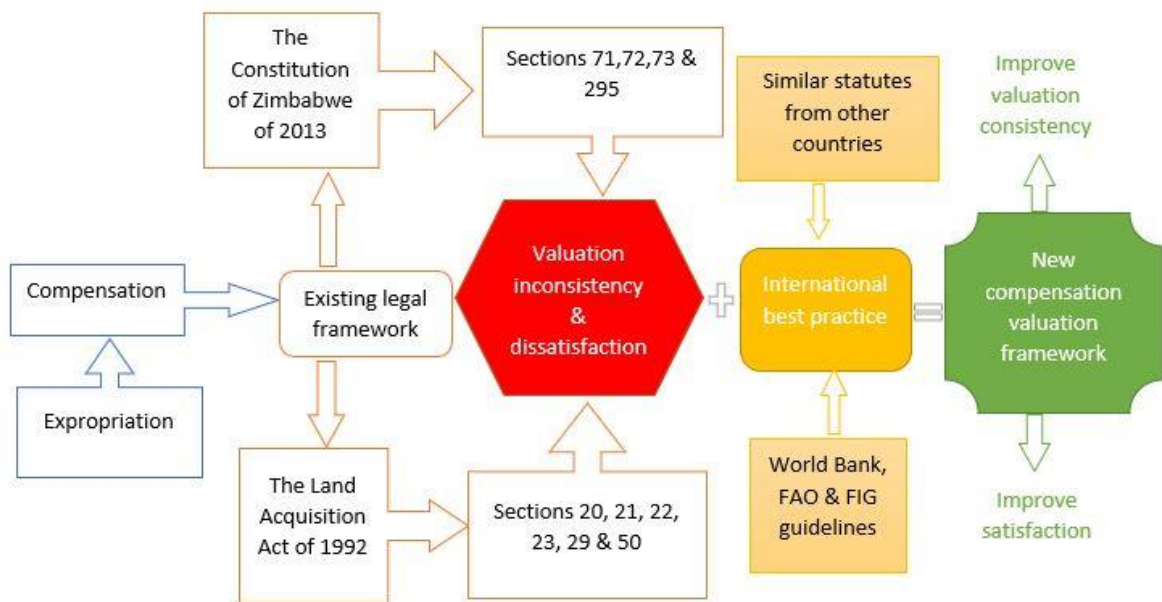 The
Constitution
of Zimbabwe
of 2013
Sections 71,72,73 &
295
Similar statutes
from other
countries
Improve
valuation
consistency
Compensation
Expropriation
Existing legal
framework
Valuation
inconsistency
&
dissatisfaction
International
best practice
New
compensation
valuation
framework
The Land
Acquisition
Act of 1992
Sections 20, 21, 22,
23, 29 & 50
World Bank,
FAO & FIG
guidelines
Improve
satisfaction